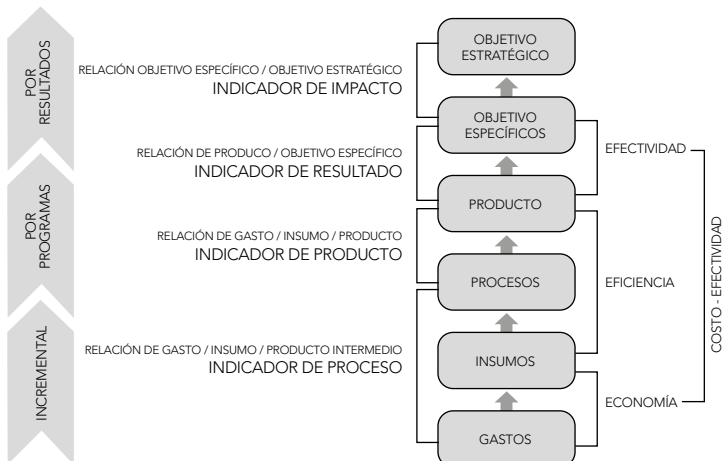 POR
RESULTADOS
POR
PROGRAMAS
INCREMENTAL
RELACIÓN OBJETIVO ESPECÍFICO / OBJETIVO ESTRATÉGICO
INDICADOR DE IMPACTO
RELACIÓN DE PRODUCO / OBJETIVO ESPECÍFICO
INDICADOR DE RESULTADO
RELACIÓN DE GASTO / INSUMO / PRODUCTO
INDICADOR DE PRODUCTO
RELACIÓN DE GASTO / INSUMO / PRODUCTO INTERMEDIO
INDICADOR DE PROCESO
OBJETIVO
ESTRATÉGICO
OBJETIVO
ESPECÍFICOS
PRODUCTO
PROCESOS
INSUMOS
GASTOS
EFECTIVIDAD
EFICIENCIA
ECONOMÍA
COSTO - EFECTIVIDAD